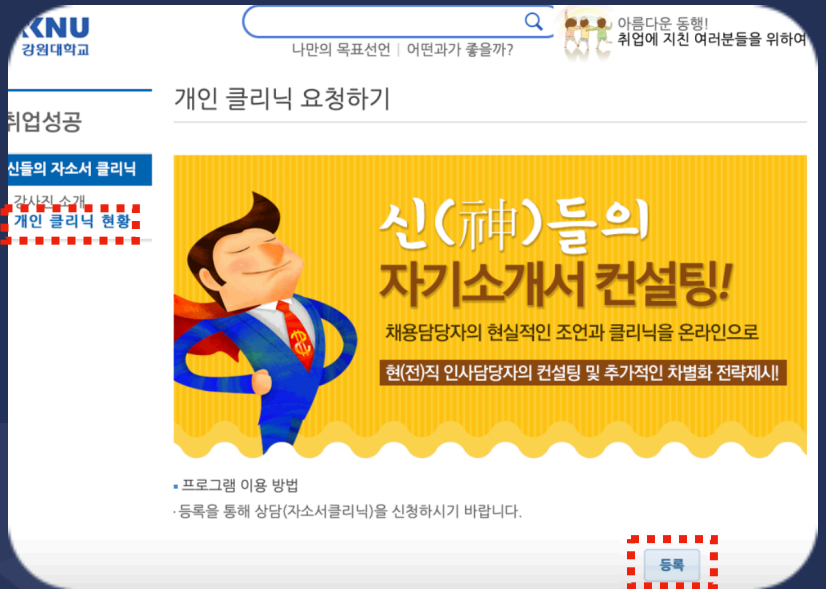 KNU
강원대학교
나만의 목표선언 | 어떤과가 좋을까?
아름다운 동행!
취업에 지친 여러분들을 위하여
취업성공
신들의 자소서 클리닉
강사진 소개
개인 클리닉 현황
개인 클리닉 요청하기
신(神)들의
자기소개서 컨설팅!
채용담당자의 현실적인 조언과 클리닉을 온라인으로
현(전)직 인사담당자의 컨설팅 및 추가적인 차별화 전략제시!
프로그램 이용 방법
·등록을 통해 상담(자소서클리닉)을 신청하시기 바랍니다.
등록